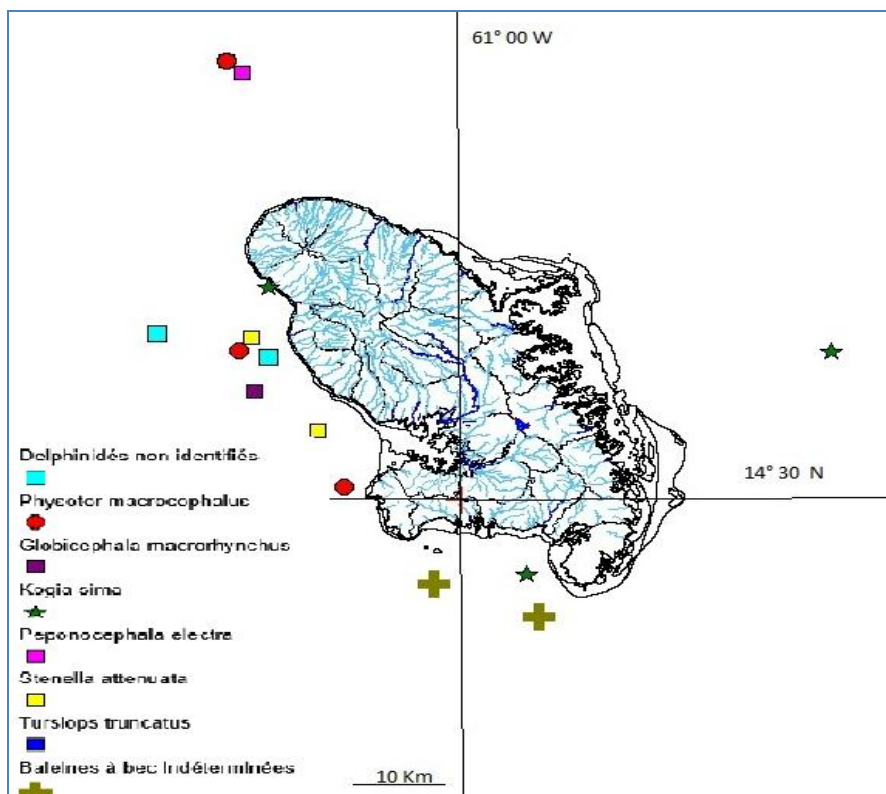 61° 00 W
14° 30 N
Delphinidés non identifiés
Physeter macrocephalus
Globicephala macrorhynchus
Kogia sima
Peponocephala electra
Stenella attenuata
Tursiops truncatus
Baleines à bec indéterminées
10 Km